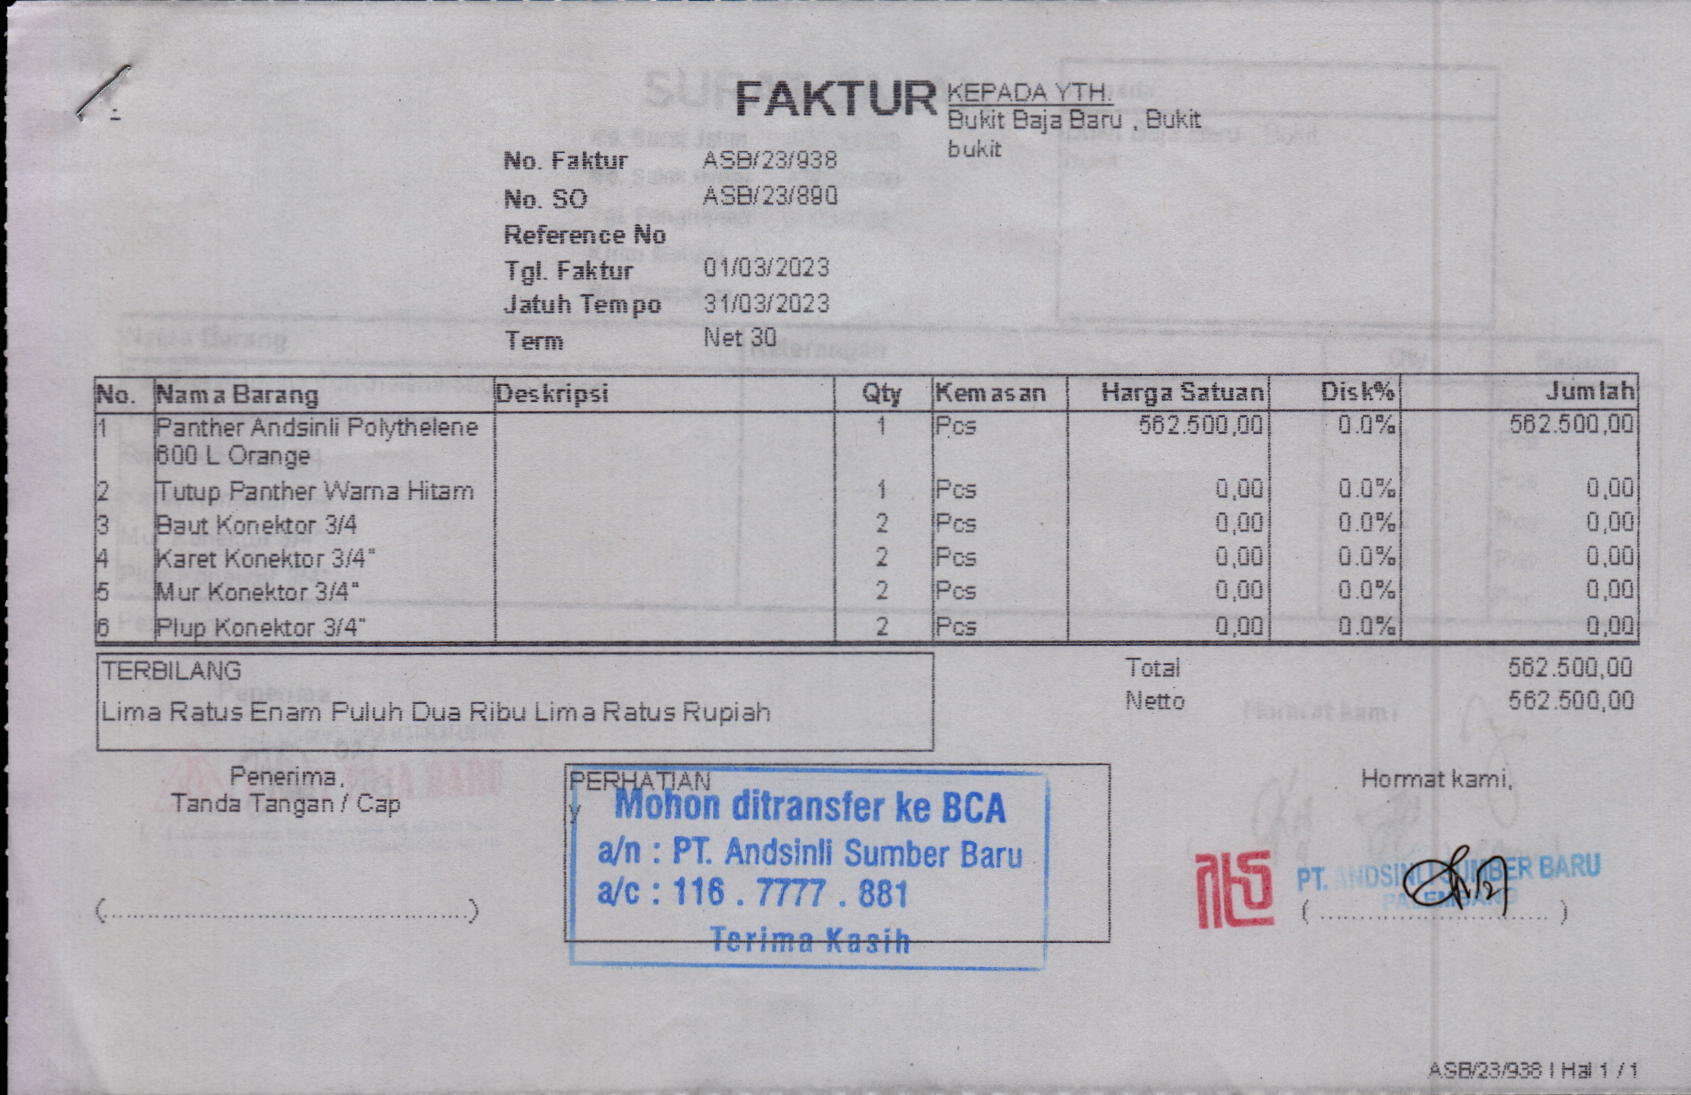 FAKTUR
KEPADA YTH.
Bukit Baja Baru , Bukit
bukit
No. Faktur ASB/23/938
No. SO ASB/23/890
Reference No
Tgl. Faktur 01/03/2023
Jatuh Tempo 31/03/2023
Term Net 30
No. Nama Barang Deskripsi Qty Kemasan Harga Satuan Disk% Jumlah
1 Panther Andsinli Polythelene 1 Pcs 562.500,00 0.0% 562.500,00
600 L Orange
2 Tutup Panther Warna Hitam 1 Pcs 0,00 0.0% 0,00
3 Baut Konektor 3/4 2 Pcs 0,00 0.0% 0,00
4 Karet Konektor 3/4" 2 Pcs 0,00 0.0% 0,00
5 Mur Konektor 3/4" 2 Pcs 0,00 0.0% 0,00
6 Plup Konektor 3/4" 2 Pcs 0,00 0.0% 0,00
TERBILANG
Lima Ratus Enam Puluh Dua Ribu Lima Ratus Rupiah
Total 562.500,00
Netto 562.500,00
Penerima,
Tanda Tangan / Cap
(............................................)
PERHATIAN
y
Mohon ditransfer ke BCA
a/n : PT. Andsinli Sumber Baru
a/c : 116 . 7777 . 881
Terima Kasih
Hormat kami,
PT. ANDSINLI SUMBER BARU
PALEMBANG
( ............................ )
ASB/23/938 | Hal 1 / 1